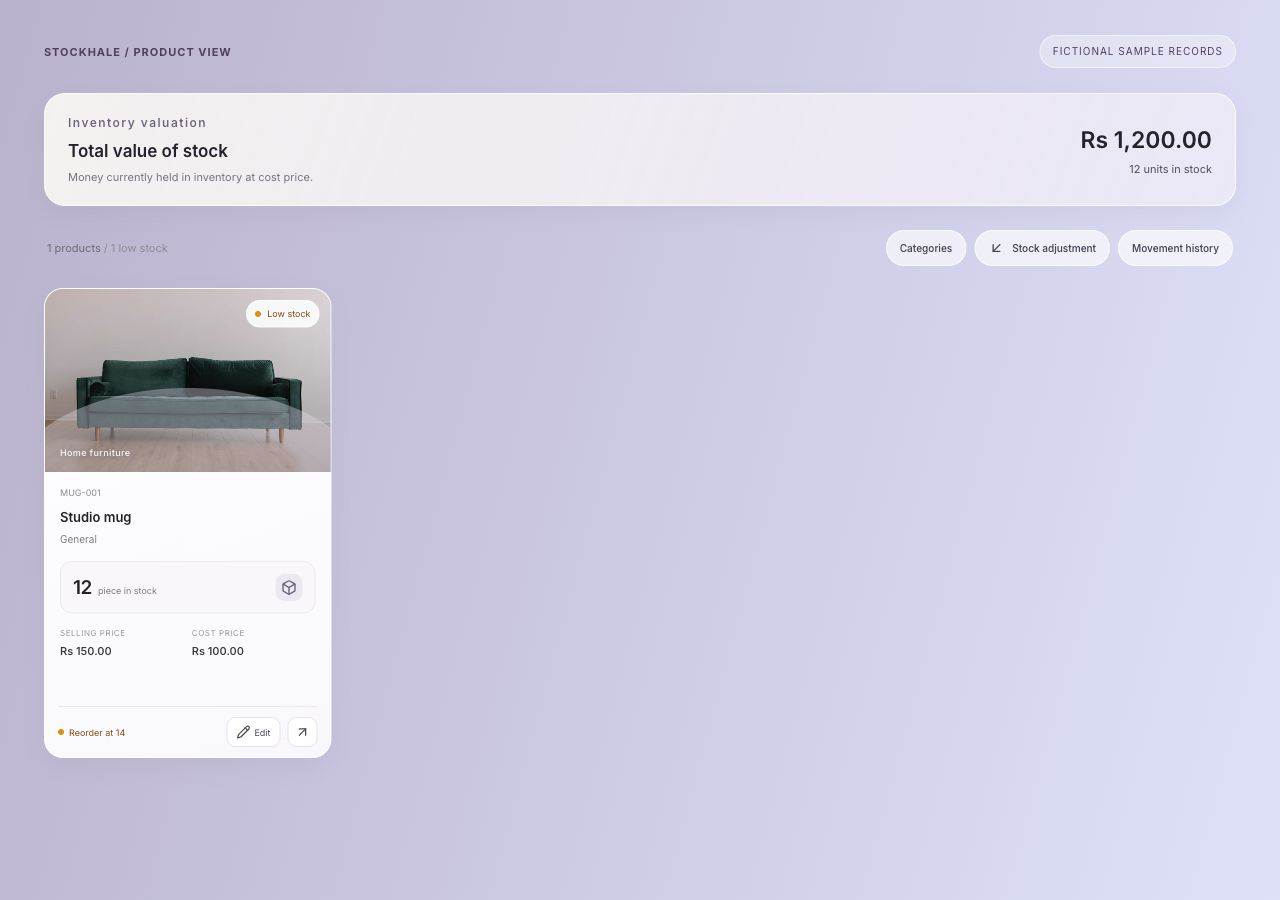 STOCKHALE / PRODUCT VIEW
FICTIONAL SAMPLE RECORDS
Inventory valuation
Total value of stock
Money currently held in inventory at cost price.
Rs 1,200.00
12 units in stock
1 products / 1 low stock
Categories
Stock adjustment
Movement history
Low stock
Home furniture
MUG-001
Studio mug
General
12 piece in stock
SELLING PRICE
COST PRICE
Rs 150.00
Rs 100.00
Reorder at 14
Edit